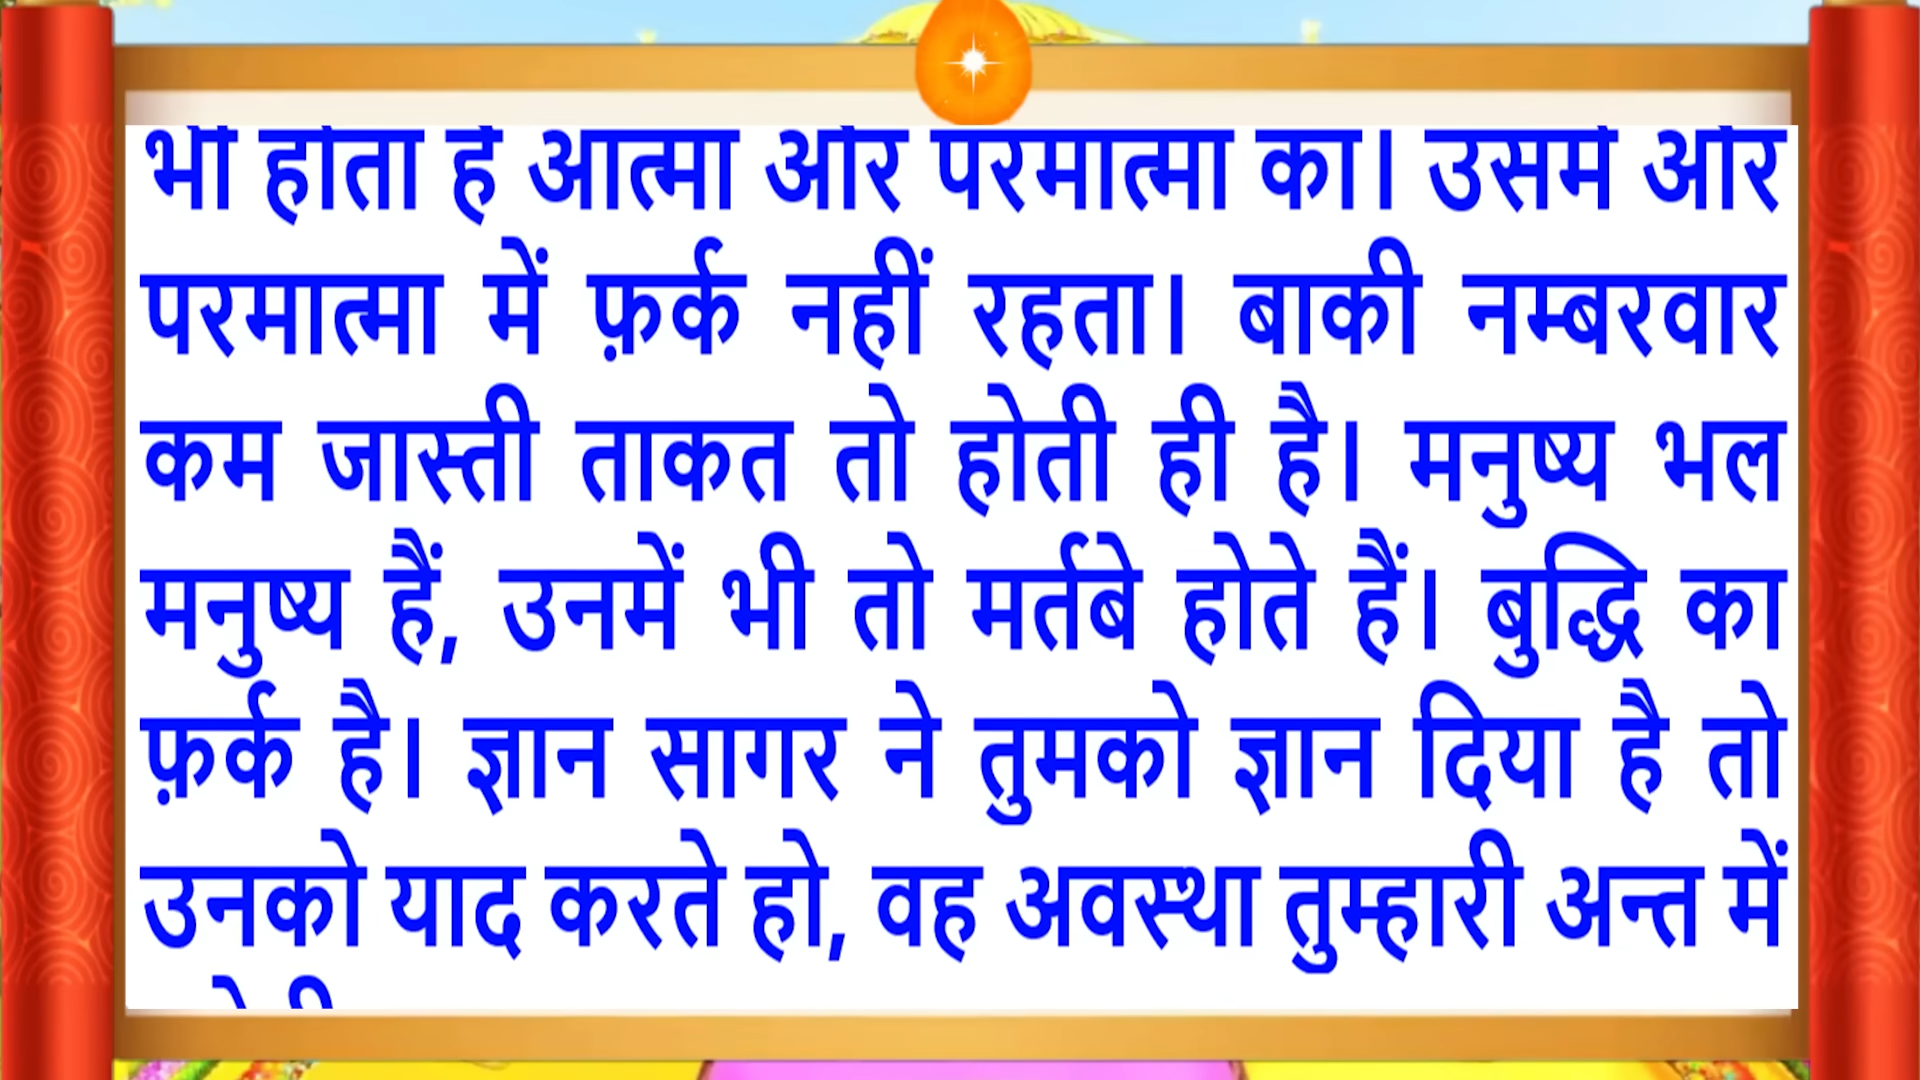 भी होता है आत्मा और परमात्मा का। उसमें और
परमात्मा में फ़र्क नहीं रहता। बाकी नम्बरवार
कम जास्ती ताकत तो होती ही है। मनुष्य भल
मनुष्य हैं, उनमें भी तो मर्तबे होते हैं। बुद्धि का
फ़र्क है। ज्ञान सागर ने तुमको ज्ञान दिया है तो
उनको याद करते हो, वह अवस्था तुम्हारी अन्त में